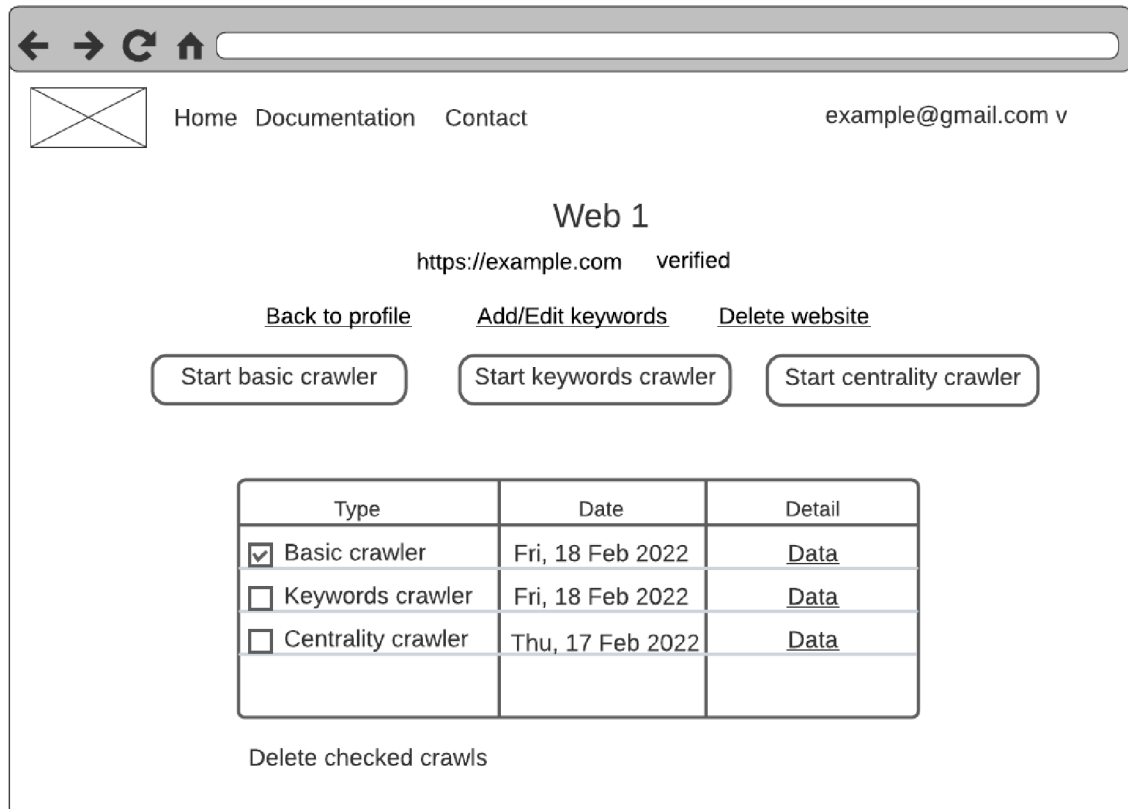 Home Documentation Contact example@gmail.com v
Web 1
https://example.com verified
Back to profile Add/Edit keywords Delete website
Start basic crawler Start keywords crawler Start centrality crawler
Type Date Detail
Basic crawler Fri, 18 Feb 2022 Data
Keywords crawler Fri, 18 Feb 2022 Data
Centrality crawler Thu, 17 Feb 2022 Data
Delete checked crawls